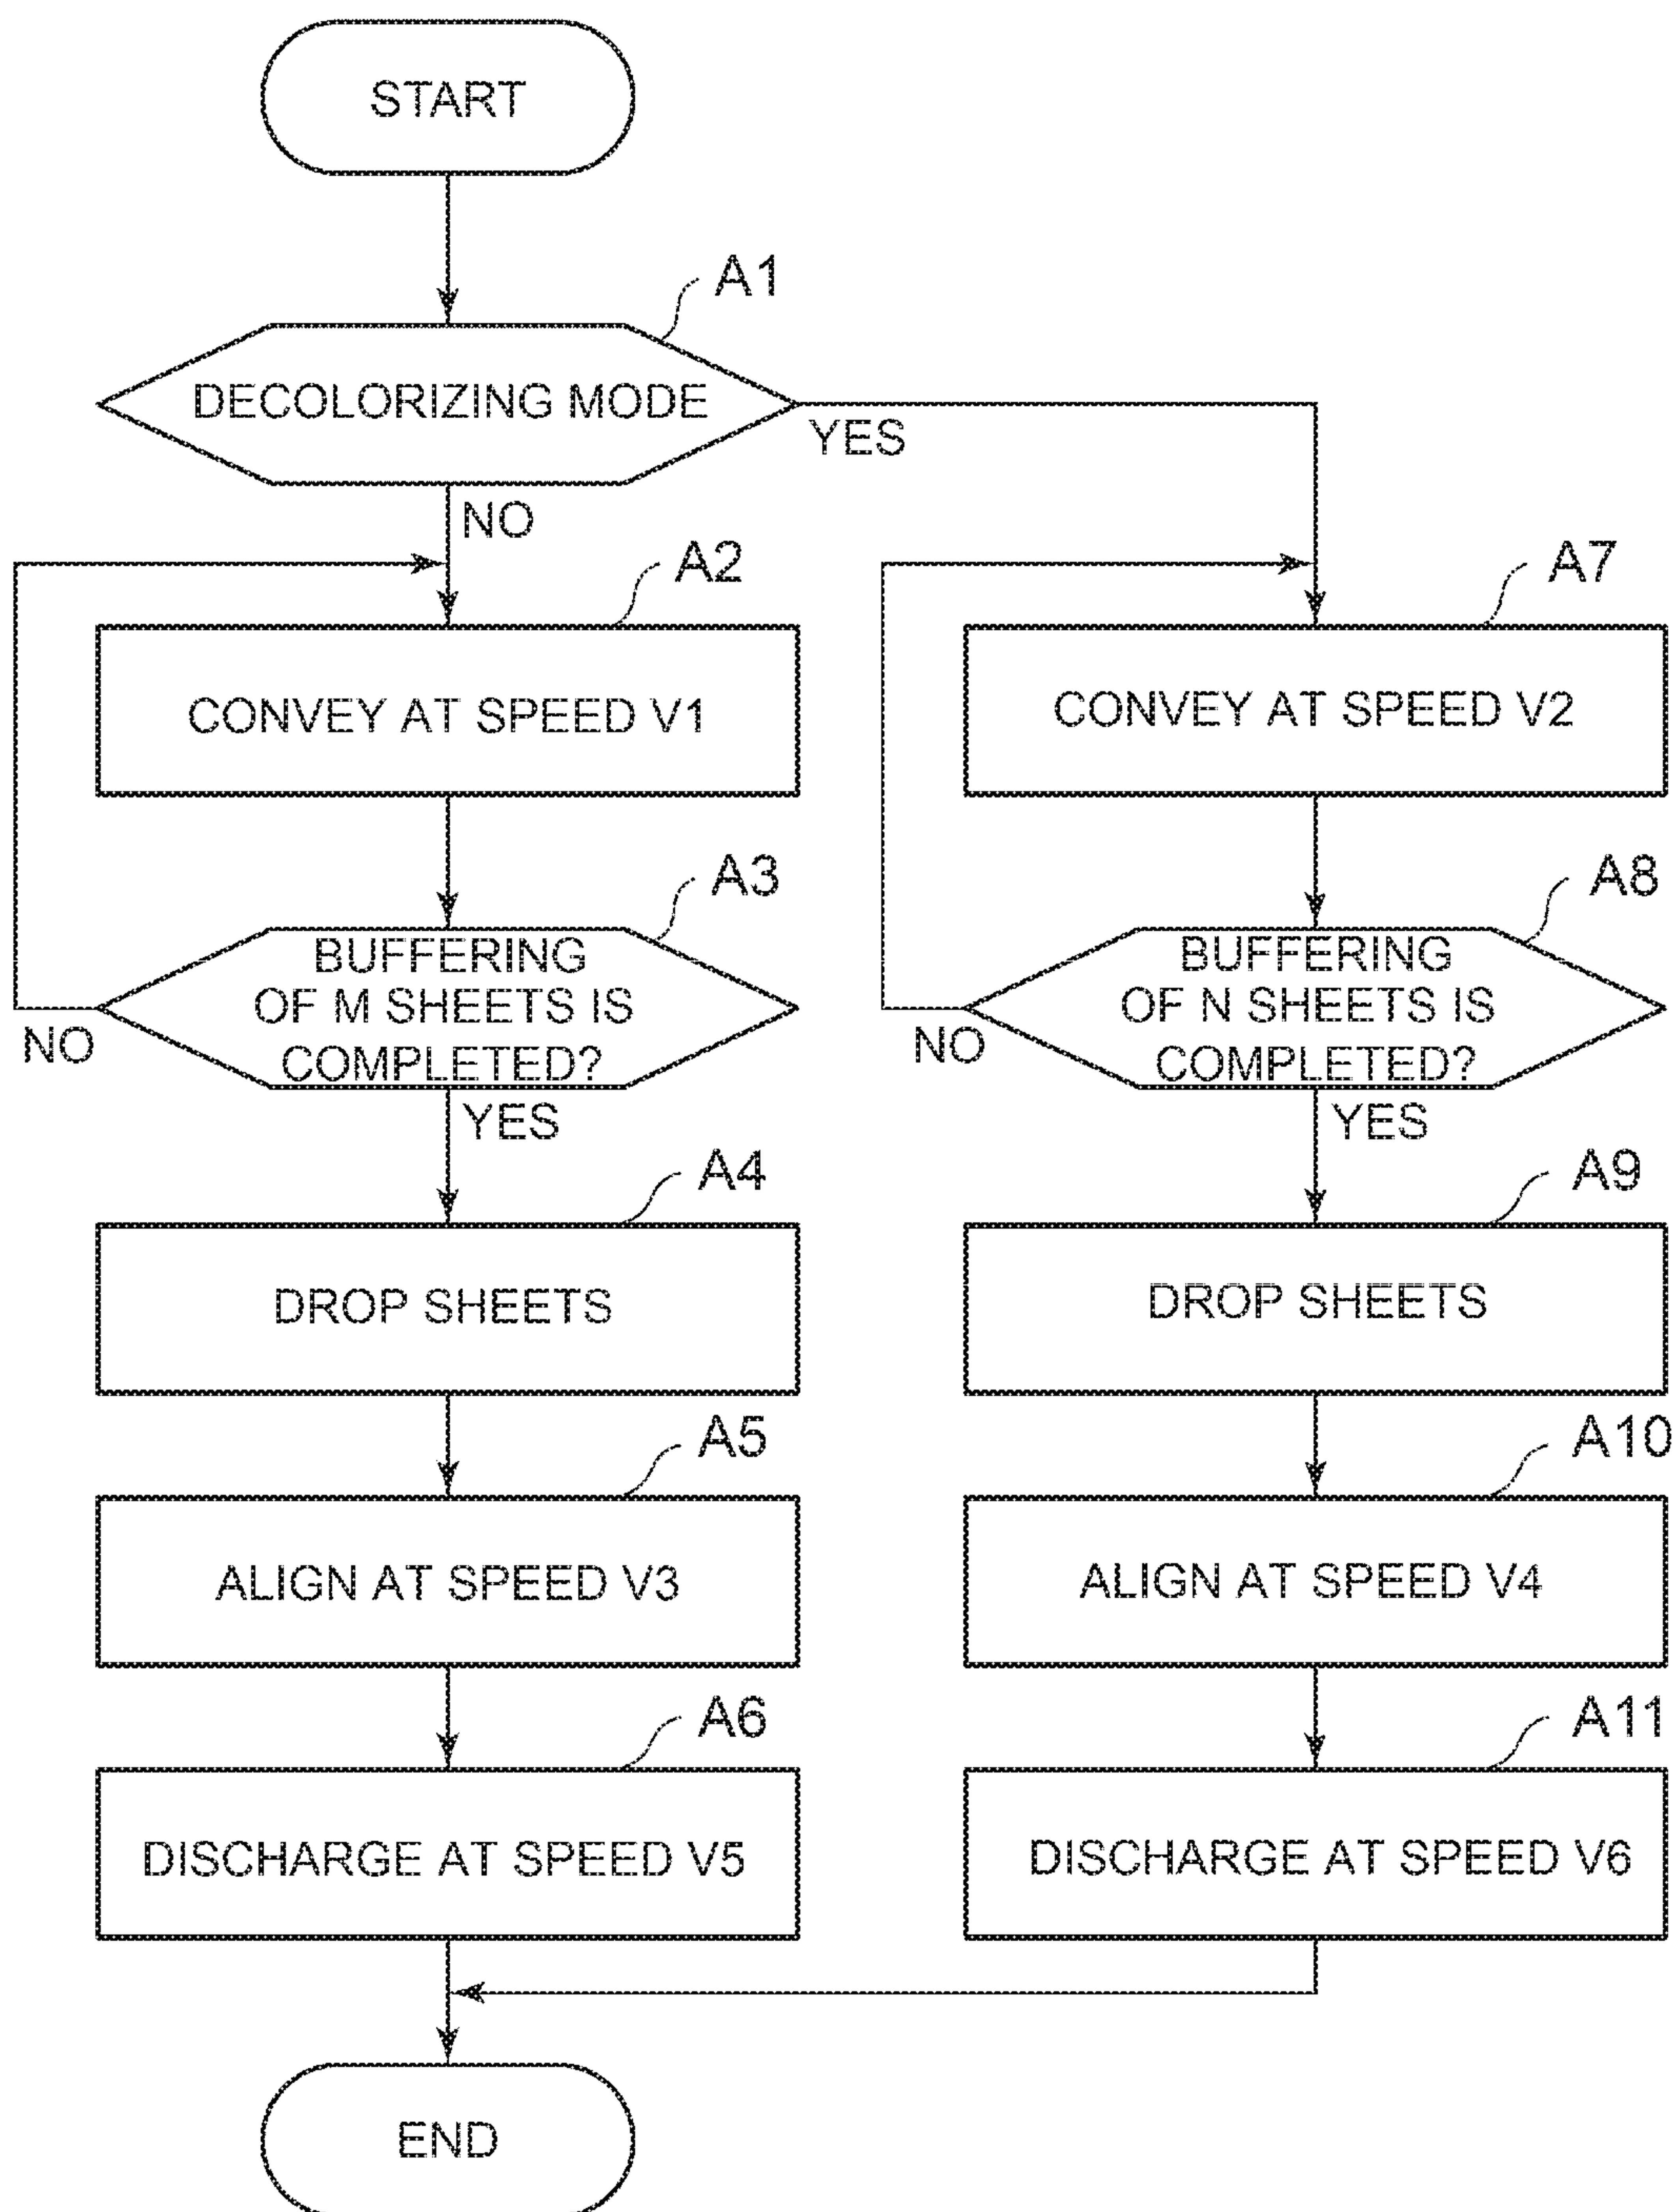 START
A1
DECOLORIZING MODE
YES
NO
A2
A7
CONVEY AT SPEED V1
CONVEY AT SPEED V2
A3
A8
BUFFERING
OF M SHEETS IS
COMPLETED?
BUFFERING
OF N SHEETS IS
COMPLETED?
NO
NO
YES
YES
A4
A9
DROP SHEETS
DROP SHEETS
A5
A10
ALIGN AT SPEED V3
ALIGN AT SPEED V4
A6
A11
DISCHARGE AT SPEED V5
DISCHARGE AT SPEED V6
END